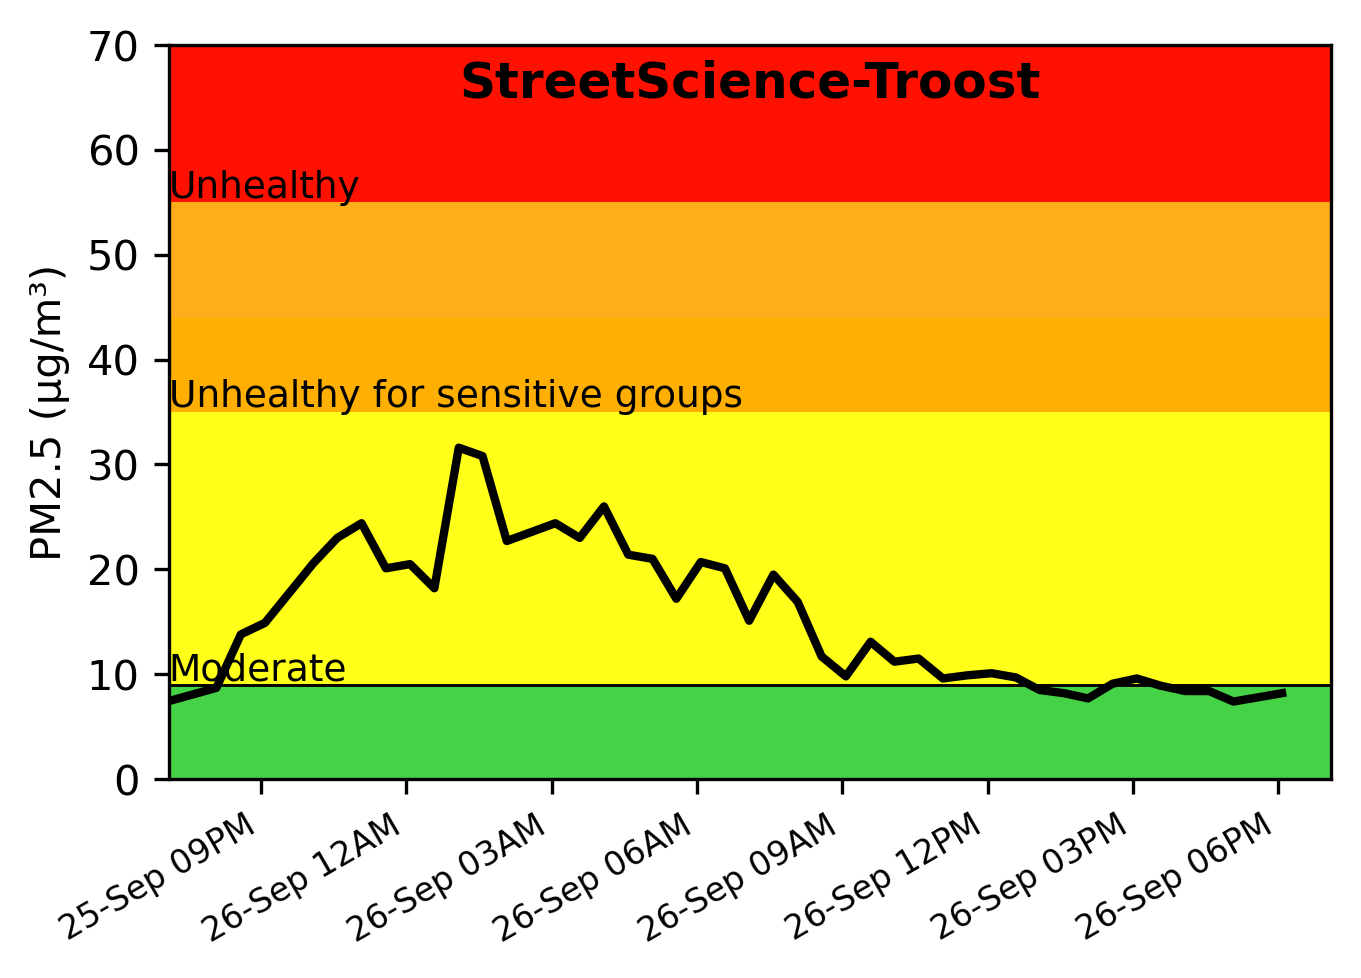 StreetScience-Troost
70
60
50
40
30
20
10
0
PM2.5 (µg/m³)
Unhealthy
Unhealthy for sensitive groups
Moderate
25-Sep 09PM
26-Sep 12AM
26-Sep 03AM
26-Sep 06AM
26-Sep 09AM
26-Sep 12PM
26-Sep 03PM
26-Sep 06PM